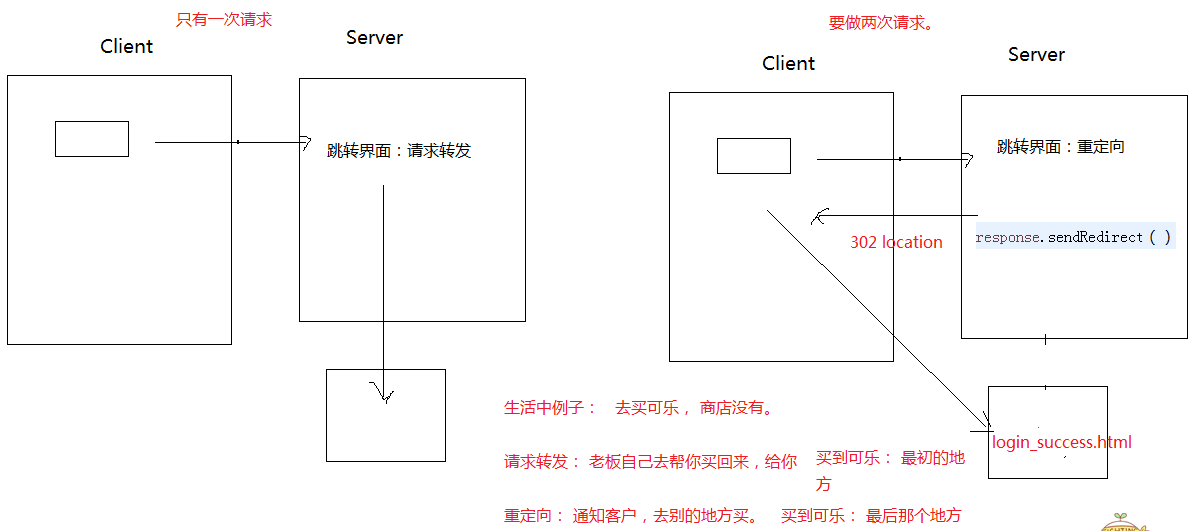 只有一次请求
Client
Server
跳转界面：请求转发
要做两次请求。
Client
Server
跳转界面：重定向
302 location
response.sendRedirect ( )
login_success.html
生活中例子： 去买可乐， 商店没有。
请求转发： 老板自己去帮你买回来，给你
买到可乐： 最初的地
方
重定向： 通知客户，去别的地方买。 买到可乐： 最后那个地方